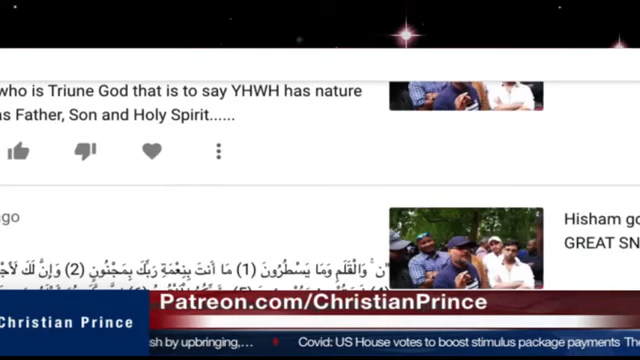 who is Triune God that is to say YHWH has nature
as Father, Son and Holy Spirit......
ago
Hisham go
GREAT SN
ن ۚ وَالْقَلَمِ وَمَا يَسْطُرُونَ (1) مَا أَنتَ بِنِعْمَةِ رَبِّكَ بِمَجْنُونٍ (2) وَإِنَّ لَكَ
Patreon.com/ChristianPrince
Christian Prince
sh by upbringing,...
Covid: US House votes to boost stimulus package payments